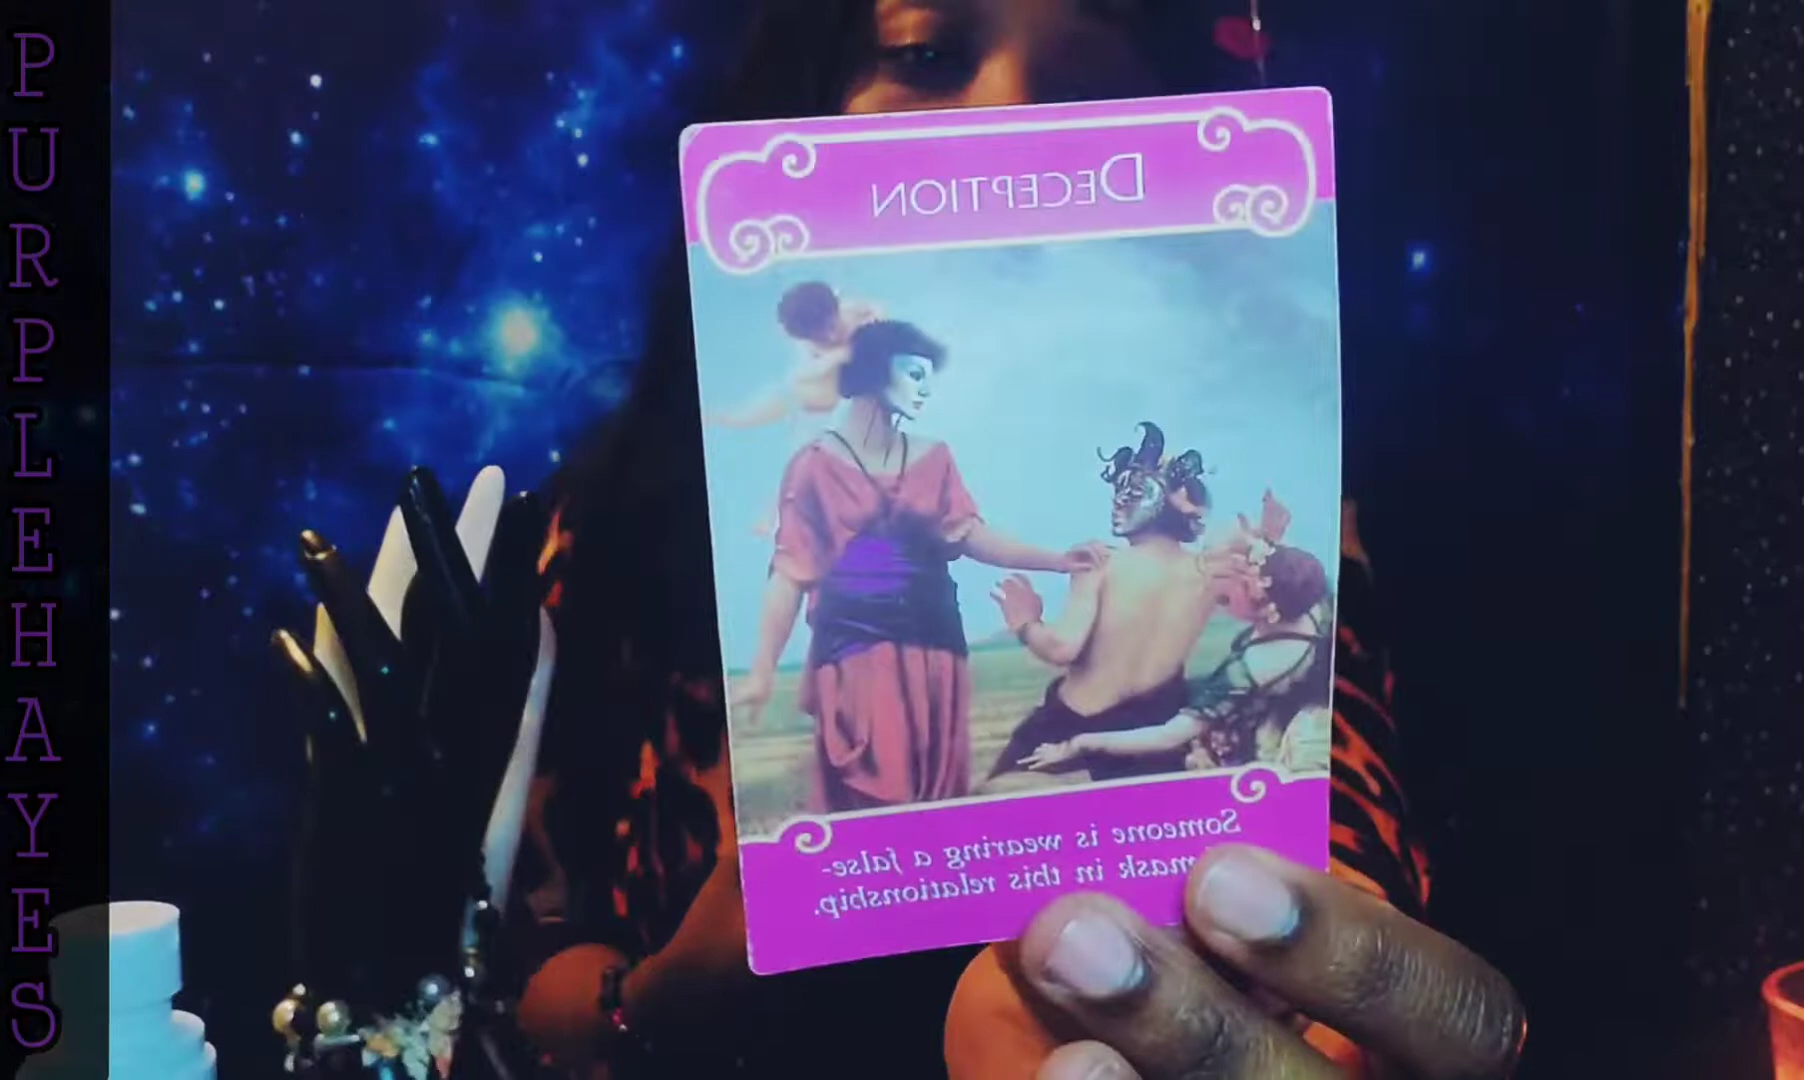 PURPLEHAYES
DECEPTION
Someone is wearing a false-
mask in this relationship.